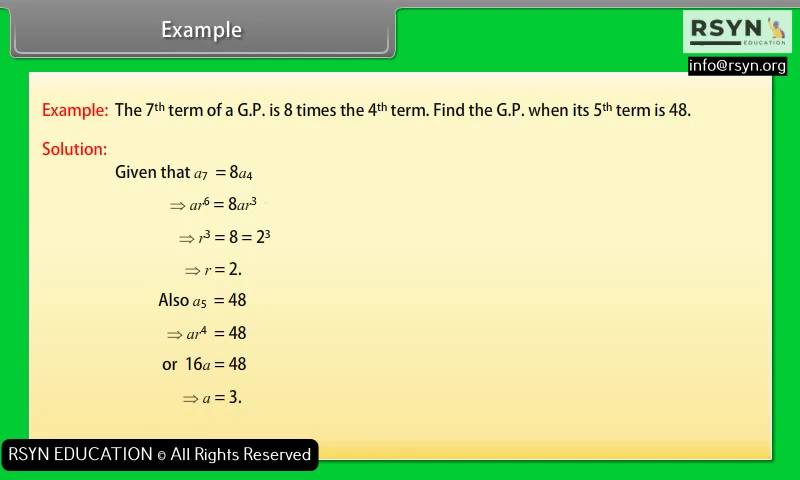 Example
RSYN
EDUCATION
info@rsyn.org
Example: The 7th term of a G.P. is 8 times the 4th term. Find the G.P. when its 5th term is 48.
Solution:
Given that a₇ = 8a₄
⇒ ar⁶ = 8ar³
⇒ r³ = 8 = 2³
⇒ r = 2.
Also a₅ = 48
⇒ ar⁴ = 48
or 16a = 48
⇒ a = 3.
RSYN EDUCATION © All Rights Reserved